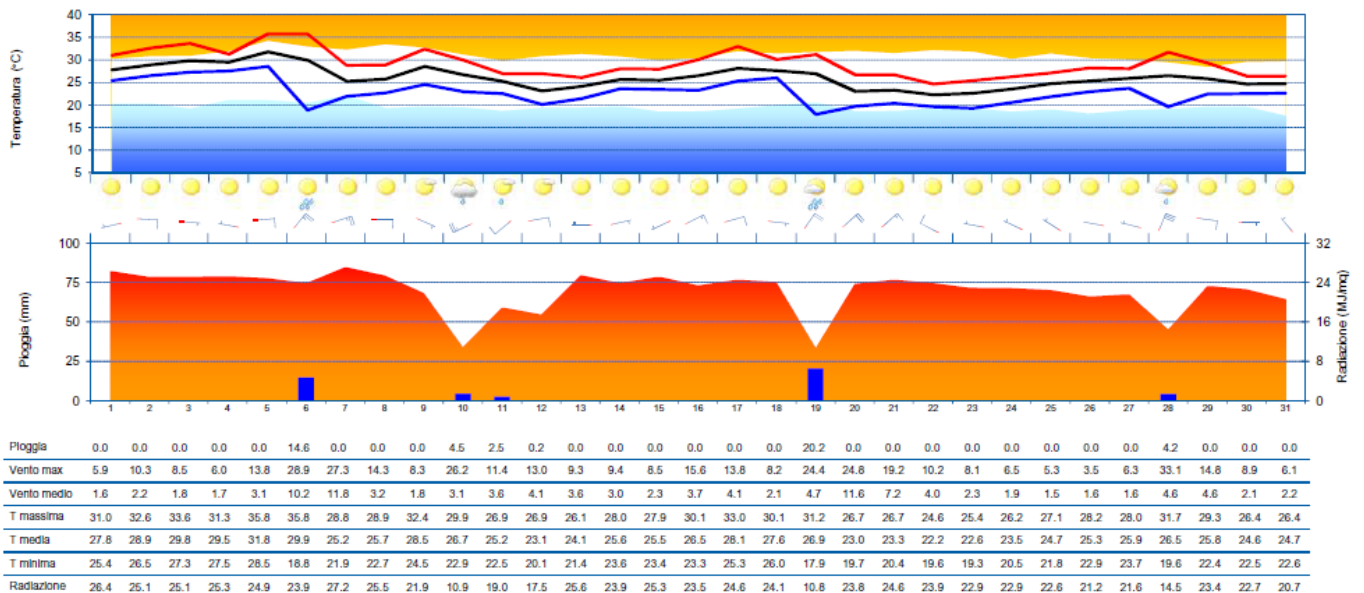 40
35
30
25
20
15
10
5
Temperatura (°C)
100
75
50
25
0
Pioggia (mm)
32
24
16
8
0
Radiazione (MJ/mq)
1 2 3 4 5 6 7 8 9 10 11 12 13 14 15 16 17 18 19 20 21 22 23 24 25 26 27 28 29 30 31
Pioggia 0.0 0.0 0.0 0.0 0.0 14.6 0.0 0.0 0.0 4.5 2.5 0.2 0.0 0.0 0.0 0.0 0.0 0.0 20.2 0.0 0.0 0.0 0.0 0.0 0.0 0.0 0.0 4.2 0.0 0.0 0.0
Vento max 5.9 10.3 8.5 6.0 13.8 28.9 27.3 14.3 8.3 26.2 11.4 13.0 9.3 9.4 8.5 15.6 13.8 8.2 24.4 24.8 19.2 10.2 8.1 6.5 5.3 3.5 6.3 33.1 14.8 8.9 6.1
Vento medio 1.6 2.2 1.8 1.7 3.1 10.2 11.8 3.2 1.8 3.1 3.6 4.1 3.6 3.0 2.3 3.7 4.1 2.1 4.7 11.6 7.2 4.0 2.3 1.9 1.5 1.6 1.6 4.6 4.6 2.1 2.2
T massima 31.0 32.6 33.6 31.3 35.8 35.8 28.8 28.9 32.4 29.9 26.9 26.9 26.1 28.0 27.9 30.1 33.0 30.1 31.2 26.7 26.7 24.6 25.4 26.2 27.1 28.2 28.0 31.7 29.3 26.4 26.4
T media 27.8 28.9 29.8 29.5 31.8 29.9 25.2 25.7 28.5 26.7 25.2 23.1 24.1 25.6 25.5 26.5 28.1 27.6 26.9 23.0 23.3 22.2 22.6 23.5 24.7 25.3 25.9 26.5 25.8 24.6 24.7
T minima 25.4 26.5 27.3 27.5 28.5 18.8 21.9 22.7 24.5 22.9 22.5 20.1 21.4 23.6 23.4 23.3 25.3 26.0 17.9 19.7 20.4 19.6 19.3 20.5 21.8 22.9 23.7 19.6 22.4 22.5 22.6
Radiazione 26.4 25.1 25.1 25.3 24.9 23.9 27.2 25.5 21.9 10.9 19.0 17.5 25.6 23.9 25.3 23.5 24.6 24.1 10.8 23.8 24.6 23.9 22.9 22.9 22.6 21.2 21.6 14.5 23.4 22.7 20.7